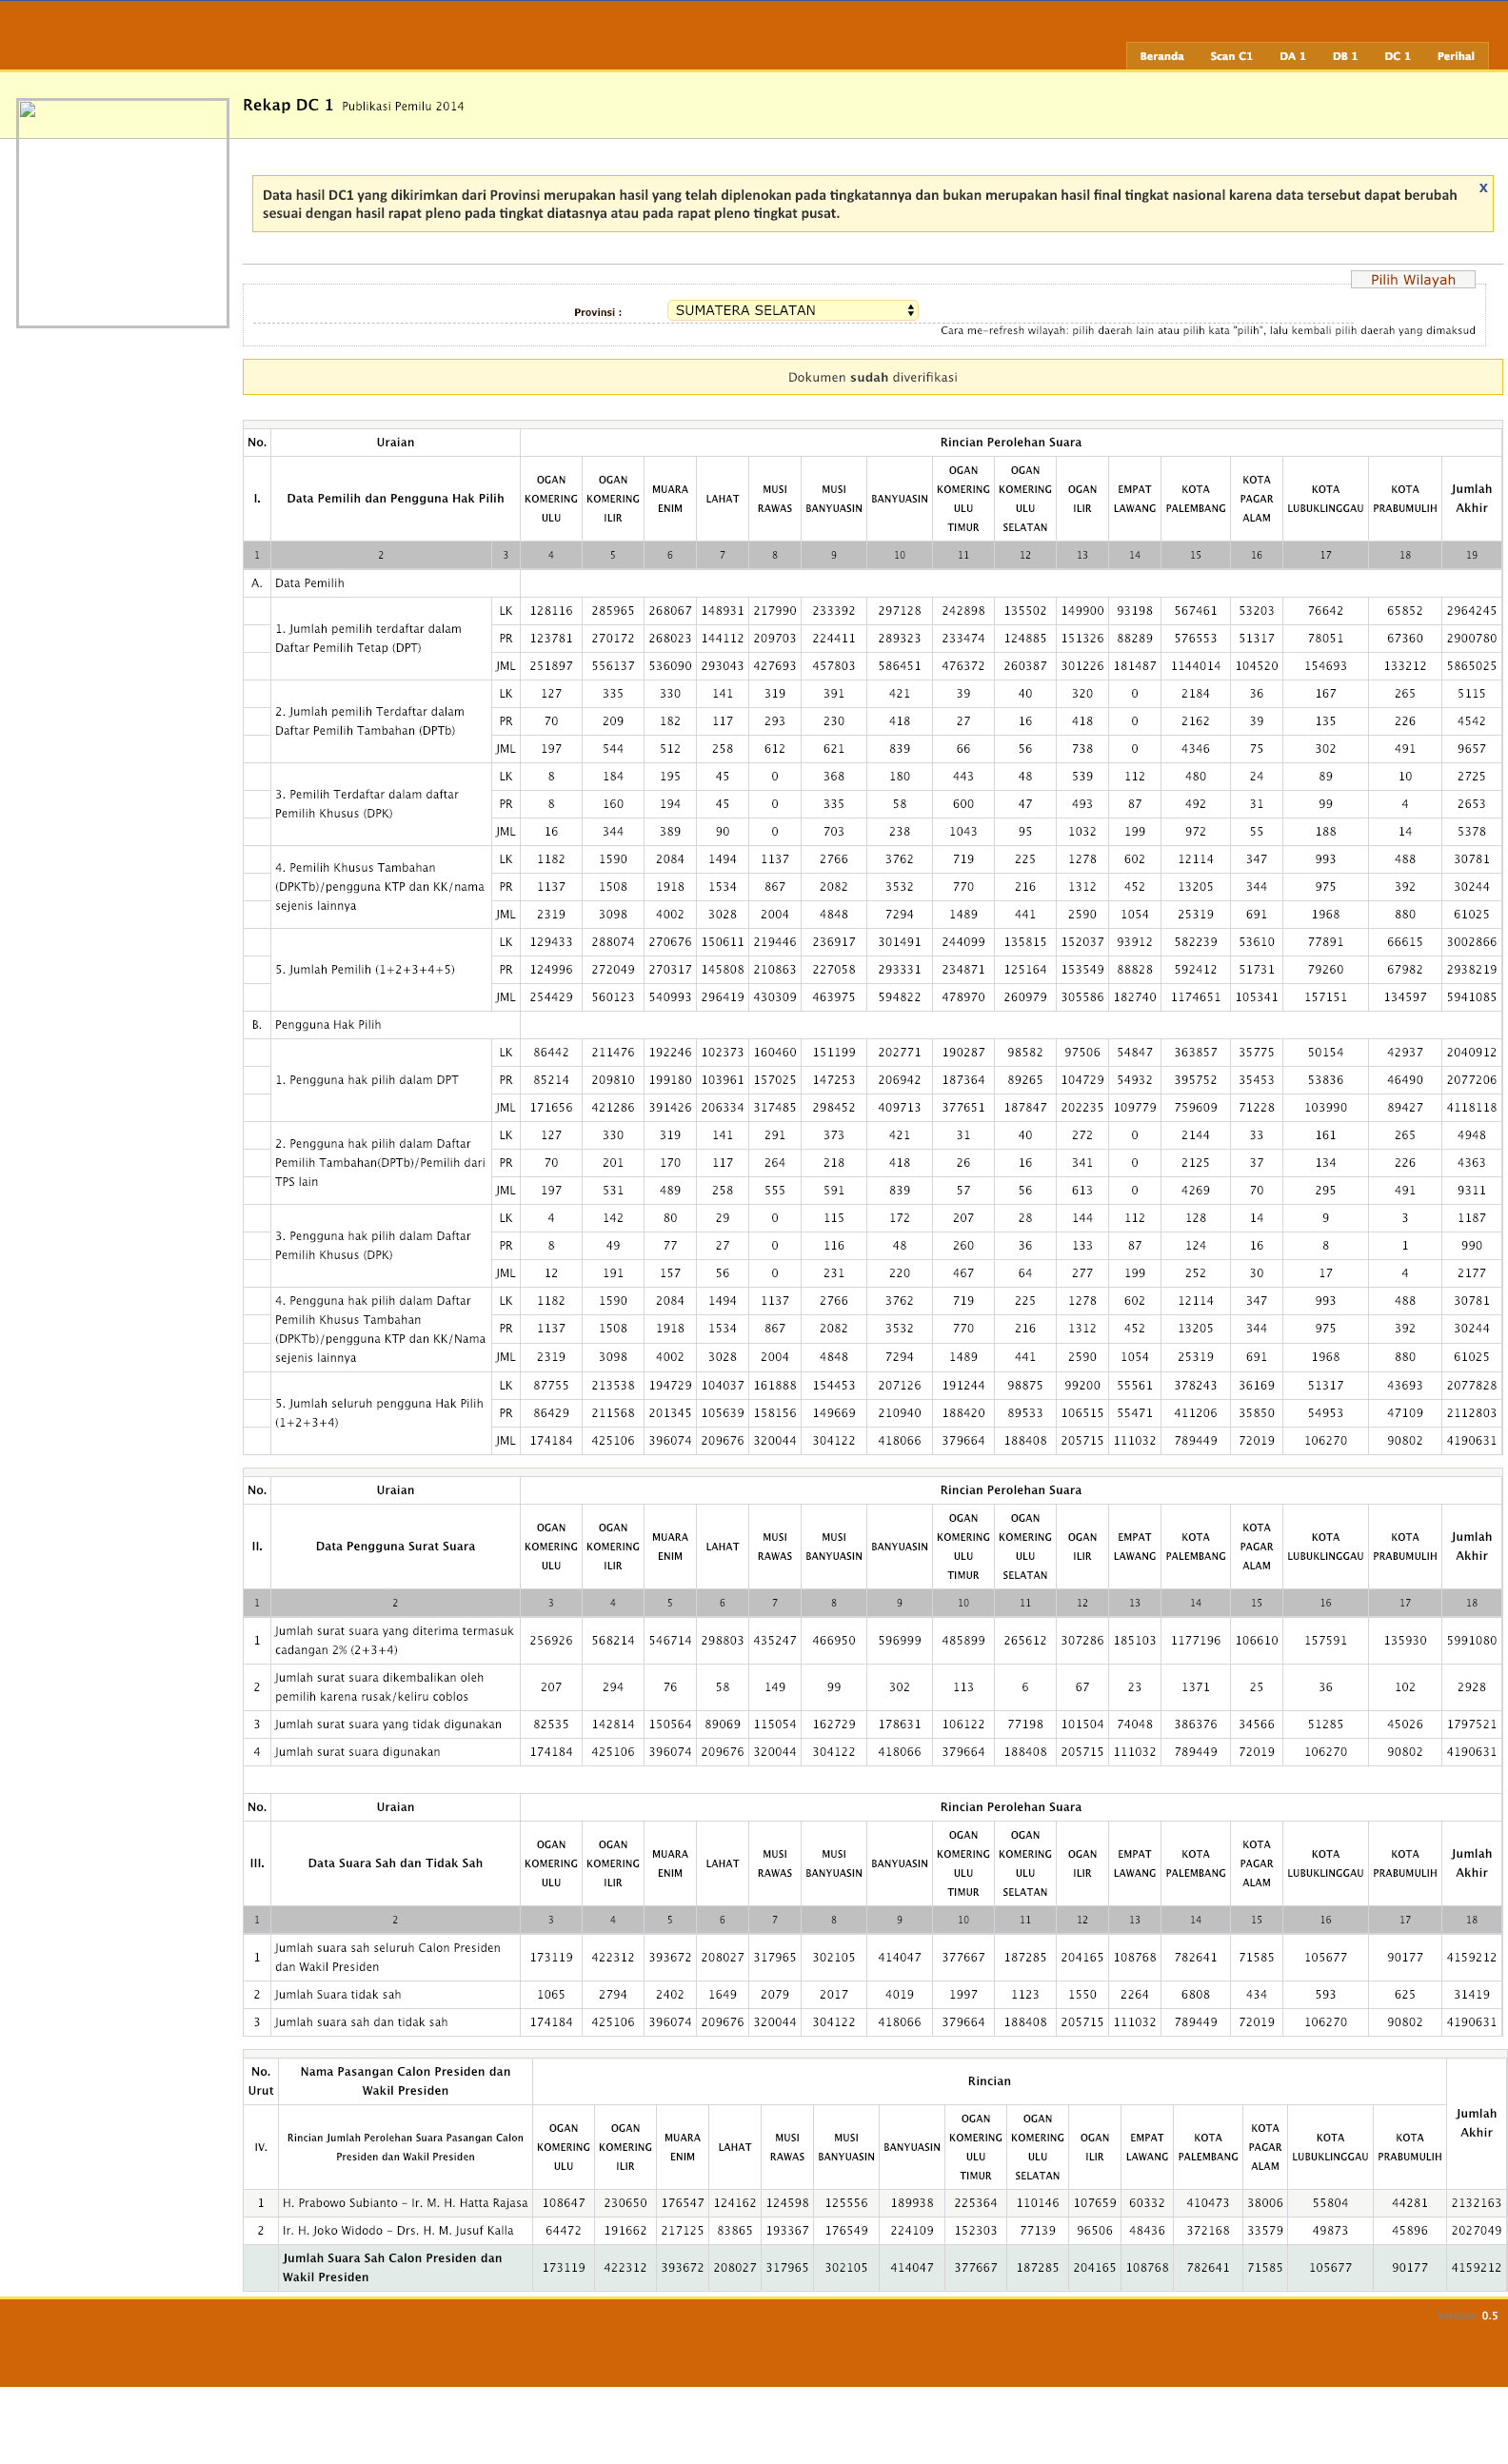 Beranda Scan C1 DA 1 DB 1 DC 1 Perihal
Rekap DC 1 Publikasi Pemilu 2014
Data hasil DC1 yang dikirimkan dari Provinsi merupakan hasil yang telah diplenokan pada tingkatannya dan bukan merupakan hasil final tingkat nasional karena data tersebut dapat berubah
sesuai dengan hasil rapat pleno pada tingkat diatasnya atau pada rapat pleno tingkat pusat.
X
Pilih Wilayah
Provinsi : SUMATERA SELATAN
Cara me-refresh wilayah: pilih daerah lain atau pilih kata "pilih", lalu kembali pilih daerah yang dimaksud
Dokumen sudah diverifikasi
No. Uraian Rincian Perolehan Suara
I. Data Pemilih dan Pengguna Hak Pilih OGAN KOMERING ULU OGAN KOMERING ILIR MUARA ENIM LAHAT MUSI RAWAS MUSI BANYUASIN BANYUASIN OGAN KOMERING ULU TIMUR OGAN KOMERING ULU SELATAN OGAN ILIR EMPAT LAWANG KOTA PALEMBANG KOTA PAGAR ALAM KOTA LUBUKLINGGAU KOTA PRABUMULIH Jumlah Akhir
1 2 3 4 5 6 7 8 9 10 11 12 13 14 15 16 17 18 19
A. Data Pemilih
1. Jumlah pemilih terdaftar dalam
Daftar Pemilih Tetap (DPT)
LK 128116 285965 268067 148931 217990 233392 297128 242898 135502 149900 93198 567461 53203 76642 65852 2964245
PR 123781 270172 268023 144112 209703 224411 289323 233474 124885 151326 88289 576553 51317 78051 67360 2900780
JML 251897 556137 536090 293043 427693 457803 586451 476372 260387 301226 181487 1144014 104520 154693 133212 5865025
2. Jumlah pemilih Terdaftar dalam
Daftar Pemilih Tambahan (DPTb)
LK 127 335 330 141 319 391 421 39 40 320 0 2184 36 167 265 5115
PR 70 209 182 117 293 230 418 27 16 418 0 2162 39 135 226 4542
JML 197 544 512 258 612 621 839 66 56 738 0 4346 75 302 491 9657
3. Pemilih Terdaftar dalam daftar
Pemilih Khusus (DPK)
LK 8 184 195 45 0 368 180 443 48 539 112 480 24 89 10 2725
PR 8 160 194 45 0 335 58 600 47 493 87 492 31 99 4 2653
JML 16 344 389 90 0 703 238 1043 95 1032 199 972 55 188 14 5378
4. Pemilih Khusus Tambahan
(DPKTb)/pengguna KTP dan KK/nama
sejenis lainnya
LK 1182 1590 2084 1494 1137 2766 3762 719 225 1278 602 12114 347 993 488 30781
PR 1137 1508 1918 1534 867 2082 3532 770 216 1312 452 13205 344 975 392 30244
JML 2319 3098 4002 3028 2004 4848 7294 1489 441 2590 1054 25319 691 1968 880 61025
5. Jumlah Pemilih (1+2+3+4+5)
LK 129433 288074 270676 150611 219446 236917 301491 244099 135815 152037 93912 582239 53610 77891 66615 3002866
PR 124996 272049 270317 145808 210863 227058 293331 234871 125164 153549 88828 592412 51731 79260 67982 2938219
JML 254429 560123 540993 296419 430309 463975 594822 478970 260979 305586 182740 1174651 105341 157151 134597 5941085
B. Pengguna Hak Pilih
1. Pengguna hak pilih dalam DPT
LK 86442 211476 192246 102373 160460 151199 202771 190287 98582 97506 54847 363857 35775 50154 42937 2040912
PR 85214 209810 199180 103961 157025 147253 206942 187364 89265 104729 54932 395752 35453 53836 46490 2077206
JML 171656 421286 391426 206334 317485 298452 409713 377651 187847 202235 109779 759609 71228 103990 89427 4118118
2. Pengguna hak pilih dalam Daftar
Pemilih Tambahan(DPTb)/Pemilih dari
TPS lain
LK 127 330 319 141 291 373 421 31 40 272 0 2144 33 161 265 4948
PR 70 201 170 117 264 218 418 26 16 341 0 2125 37 134 226 4363
JML 197 531 489 258 555 591 839 57 56 613 0 4269 70 295 491 9311
3. Pengguna hak pilih dalam Daftar
Pemilih Khusus (DPK)
LK 4 142 80 29 0 115 172 207 28 144 112 128 14 9 3 1187
PR 8 49 77 27 0 116 48 260 36 133 87 124 16 8 1 990
JML 12 191 157 56 0 231 220 467 64 277 199 252 30 17 4 2177
4. Pengguna hak pilih dalam Daftar
Pemilih Khusus Tambahan
(DPKTb)/pengguna KTP dan KK/Nama
sejenis lainnya
LK 1182 1590 2084 1494 1137 2766 3762 719 225 1278 602 12114 347 993 488 30781
PR 1137 1508 1918 1534 867 2082 3532 770 216 1312 452 13205 344 975 392 30244
JML 2319 3098 4002 3028 2004 4848 7294 1489 441 2590 1054 25319 691 1968 880 61025
5. Jumlah seluruh pengguna Hak Pilih
(1+2+3+4)
LK 87755 213538 194729 104037 161888 154453 207126 191244 98875 99200 55561 378243 36169 51317 43693 2077828
PR 86429 211568 201345 105639 158156 149669 210940 188420 89533 106515 55471 411206 35850 54953 47109 2112803
JML 174184 425106 396074 209676 320044 304122 418066 379664 188408 205715 111032 789449 72019 106270 90802 4190631
No. Uraian Rincian Perolehan Suara
II. Data Pengguna Surat Suara OGAN KOMERING ULU OGAN KOMERING ILIR MUARA ENIM LAHAT MUSI RAWAS MUSI BANYUASIN BANYUASIN OGAN KOMERING ULU TIMUR OGAN KOMERING ULU SELATAN OGAN ILIR EMPAT LAWANG KOTA PALEMBANG KOTA PAGAR ALAM KOTA LUBUKLINGGAU KOTA PRABUMULIH Jumlah Akhir
1 2 3 4 5 6 7 8 9 10 11 12 13 14 15 16 17 18
1 Jumlah surat suara yang diterima termasuk
cadangan 2% (2+3+4)
256926 568214 546714 298803 435247 466950 596999 485899 265612 307286 185103 1177196 106610 157591 135930 5991080
2 Jumlah surat suara dikembalikan oleh
pemilih karena rusak/keliru coblos
207 294 76 58 149 99 302 113 6 67 23 1371 25 36 102 2928
3 Jumlah surat suara yang tidak digunakan 82535 142814 150564 89069 115054 162729 178631 106122 77198 101504 74048 386376 34566 51285 45026 1797521
4 Jumlah surat suara digunakan 174184 425106 396074 209676 320044 304122 418066 379664 188408 205715 111032 789449 72019 106270 90802 4190631
No. Uraian Rincian Perolehan Suara
III. Data Suara Sah dan Tidak Sah OGAN KOMERING ULU OGAN KOMERING ILIR MUARA ENIM LAHAT MUSI RAWAS MUSI BANYUASIN BANYUASIN OGAN KOMERING ULU TIMUR OGAN KOMERING ULU SELATAN OGAN ILIR EMPAT LAWANG KOTA PALEMBANG KOTA PAGAR ALAM KOTA LUBUKLINGGAU KOTA PRABUMULIH Jumlah Akhir
1 2 3 4 5 6 7 8 9 10 11 12 13 14 15 16 17 18
1 Jumlah suara sah seluruh Calon Presiden
dan Wakil Presiden
173119 422312 393672 208027 317965 302105 414047 377667 187285 204165 108768 782641 71585 105677 90177 4159212
2 Jumlah Suara tidak sah 1065 2794 2402 1649 2079 2017 4019 1997 1123 1550 2264 6808 434 593 625 31419
3 Jumlah suara sah dan tidak sah 174184 425106 396074 209676 320044 304122 418066 379664 188408 205715 111032 789449 72019 106270 90802 4190631
No. Urut Nama Pasangan Calon Presiden dan Wakil Presiden Rincian Jumlah Akhir
IV. Rincian Jumlah Perolehan Suara Pasangan Calon Presiden dan Wakil Presiden OGAN KOMERING ULU OGAN KOMERING ILIR MUARA ENIM LAHAT MUSI RAWAS MUSI BANYUASIN BANYUASIN OGAN KOMERING ULU TIMUR OGAN KOMERING ULU SELATAN OGAN ILIR EMPAT LAWANG KOTA PALEMBANG KOTA PAGAR ALAM KOTA LUBUKLINGGAU KOTA PRABUMULIH
1 H. Prabowo Subianto - Ir. M. H. Hatta Rajasa 108647 230650 176547 124162 124598 125556 189938 225364 110146 107659 60332 410473 38006 55804 44281 2132163
2 Ir. H. Joko Widodo - Drs. H. M. Jusuf Kalla 64472 191662 217125 83865 193367 176549 224109 152303 77139 96506 48436 372168 33579 49873 45896 2027049
Jumlah Suara Sah Calon Presiden dan
Wakil Presiden
173119 422312 393672 208027 317965 302105 414047 377667 187285 204165 108768 782641 71585 105677 90177 4159212
0.5